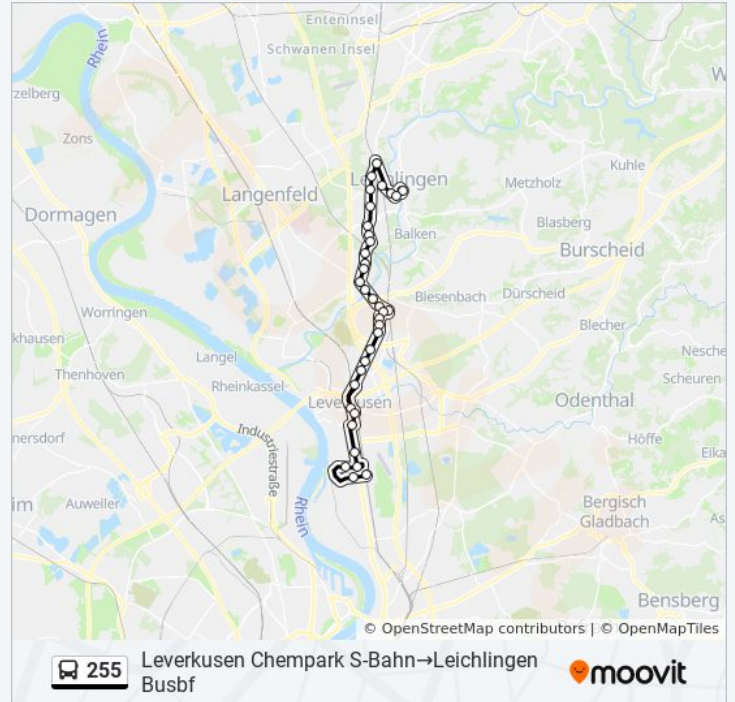 Enteninsel
Schwanen Insel
Rhein
W
zelberg
Zons
Kuhle
Leichlingen
Metzholz
Langenfeld
Dormagen
Blasberg
Balken
Burscheid
Biesenbach
Dürscheid
Worringen
Blecher
khausen
Langel
Nesche
Thenhoven
Rheinkassel
Scheuren
Leverkusen
Odenthal
nersdorf
Industriestraße
Höffe
Eika
im
Auweiler
Rhein
Bergisch
Gladbach
As
Bensberg
© OpenStreetMap contributors | © OpenMapTiles
255
Leverkusen Chempark S-Bahn→Leichlingen
Busbf
moovit